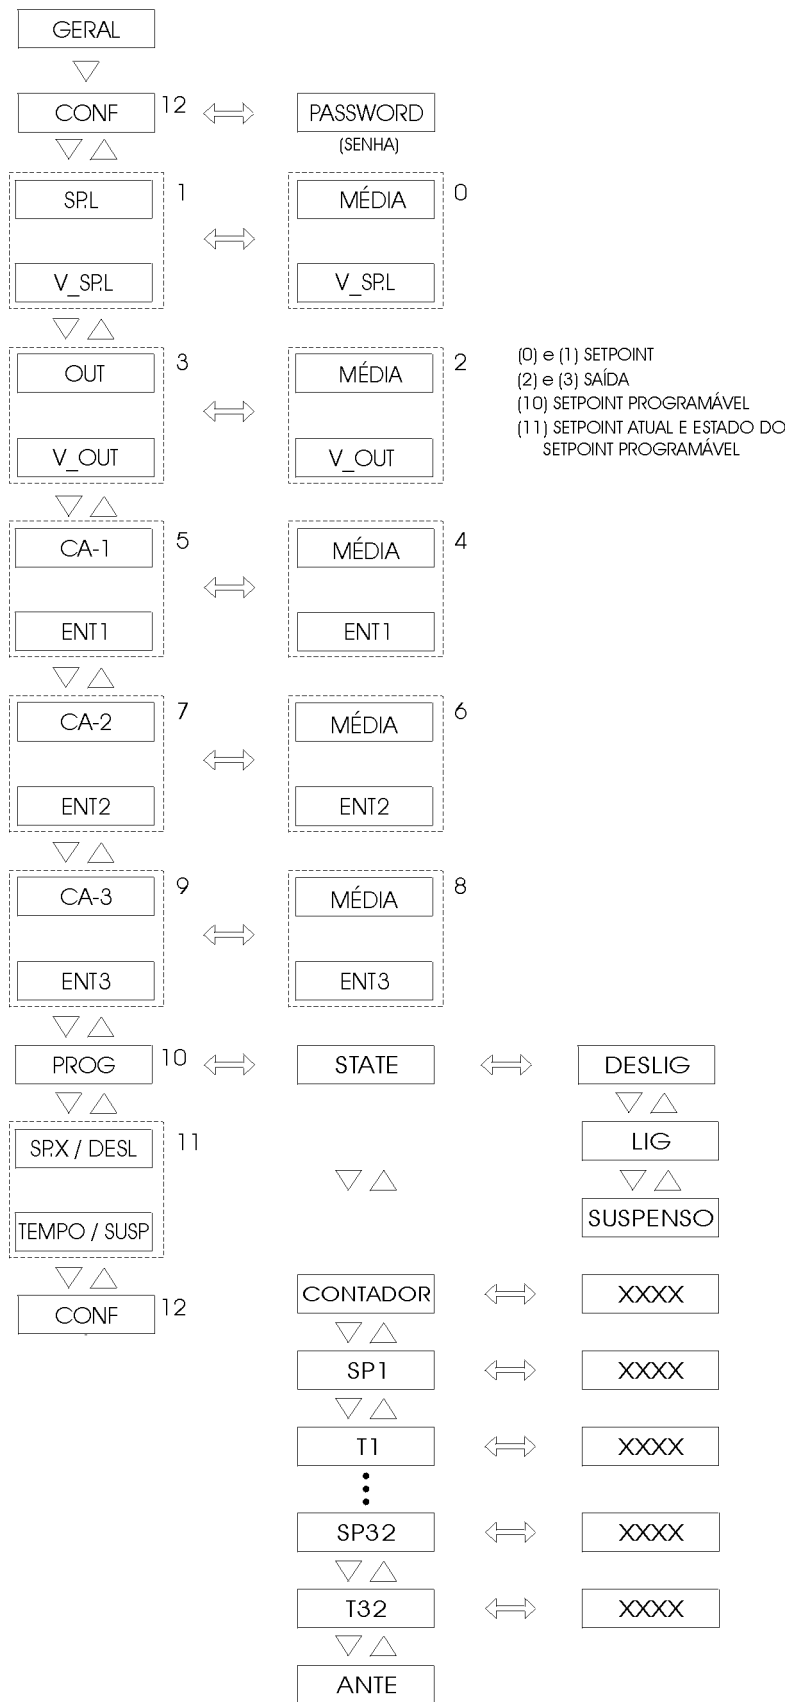 GERAL
CONF 12 PASSWORD
(SENHA)
SP.L 1 MÉDIA 0
V_SP.L V_SP.L
OUT 3 MÉDIA 2
V_OUT V_OUT
(0) e (1) SETPOINT
(2) e (3) SAÍDA
(10) SETPOINT PROGRAMÁVEL
(11) SETPOINT ATUAL E ESTADO DO
SETPOINT PROGRAMÁVEL
CA-1 5 MÉDIA 4
ENT1 ENT1
CA-2 7 MÉDIA 6
ENT2 ENT2
CA-3 9 MÉDIA 8
ENT3 ENT3
PROG 10 STATE DESLIG
SP.X / DESL 11 LIG
TEMPO / SUSP SUSPENSO
CONTADOR XXXX
CONF 12
SP1 XXXX
T1 XXXX
SP32 XXXX
T32 XXXX
ANTE